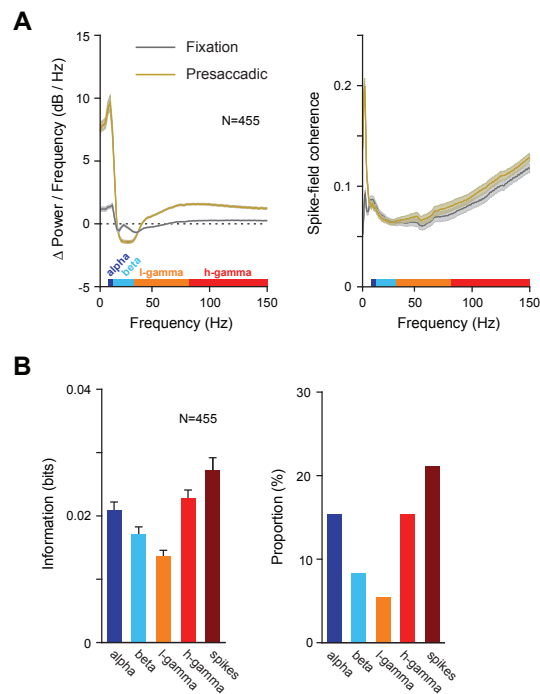 A
Fixation
Presaccadic
N=455
Δ Power / Frequency (dB / Hz)
15
10
5
0
-5
alpha
beta
l-gamma
h-gamma
0
50
100
150
Frequency (Hz)
Spike-field coherence
0.2
0.1
0
0
50
100
150
Frequency (Hz)
B
N=455
Information (bits)
0.04
0.02
0
alpha
beta
l-gamma
h-gamma
spikes
Proportion (%)
30
20
10
0
alpha
beta
l-gamma
h-gamma
spikes